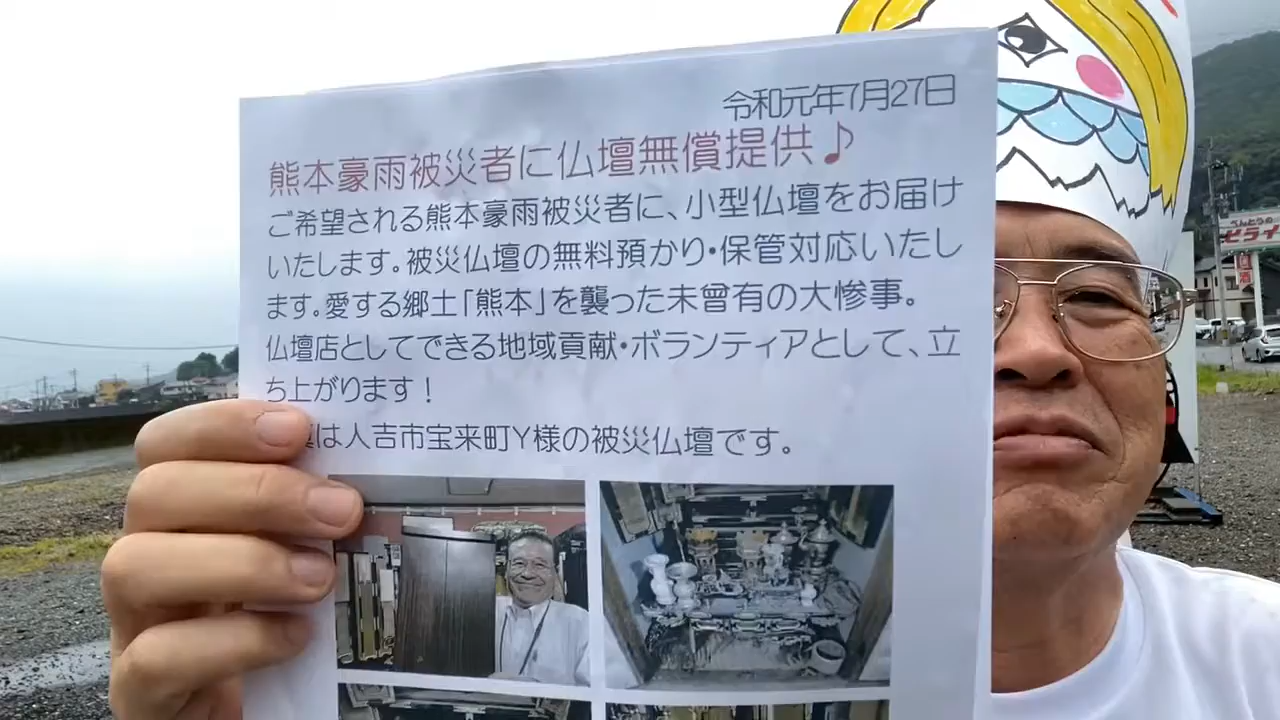 令和元年7月27日
熊本豪雨被災者に仏壇無償提供♪
ご希望される熊本豪雨被災者に、小型仏壇をお届け
いたします。被災仏壇の無料預かり・保管対応いたし
ます。愛する郷土「熊本」を襲った未曾有の大惨事。
仏壇店としてできる地域貢献・ボランティアとして、立
ち上がります！
は人吉市宝来町Y様の被災仏壇です。